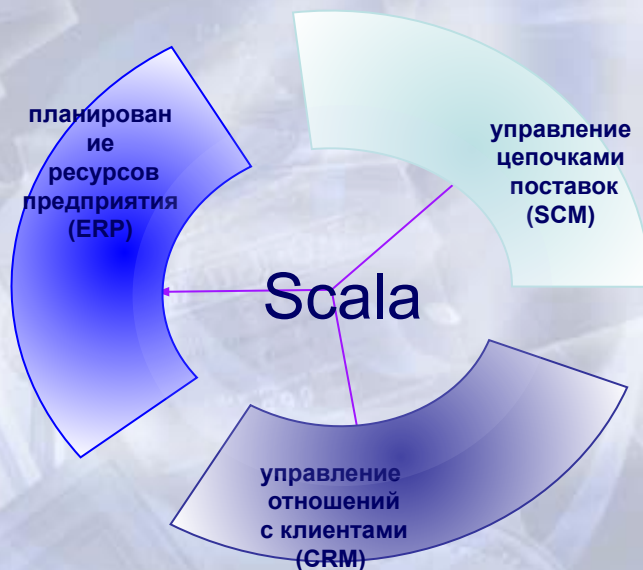 планирован
ие
ресурсов
предприятия
(ERP)
управление
цепочками
поставок
(SCM)
Scala
управление
отношений
с клиентами
(CRM)